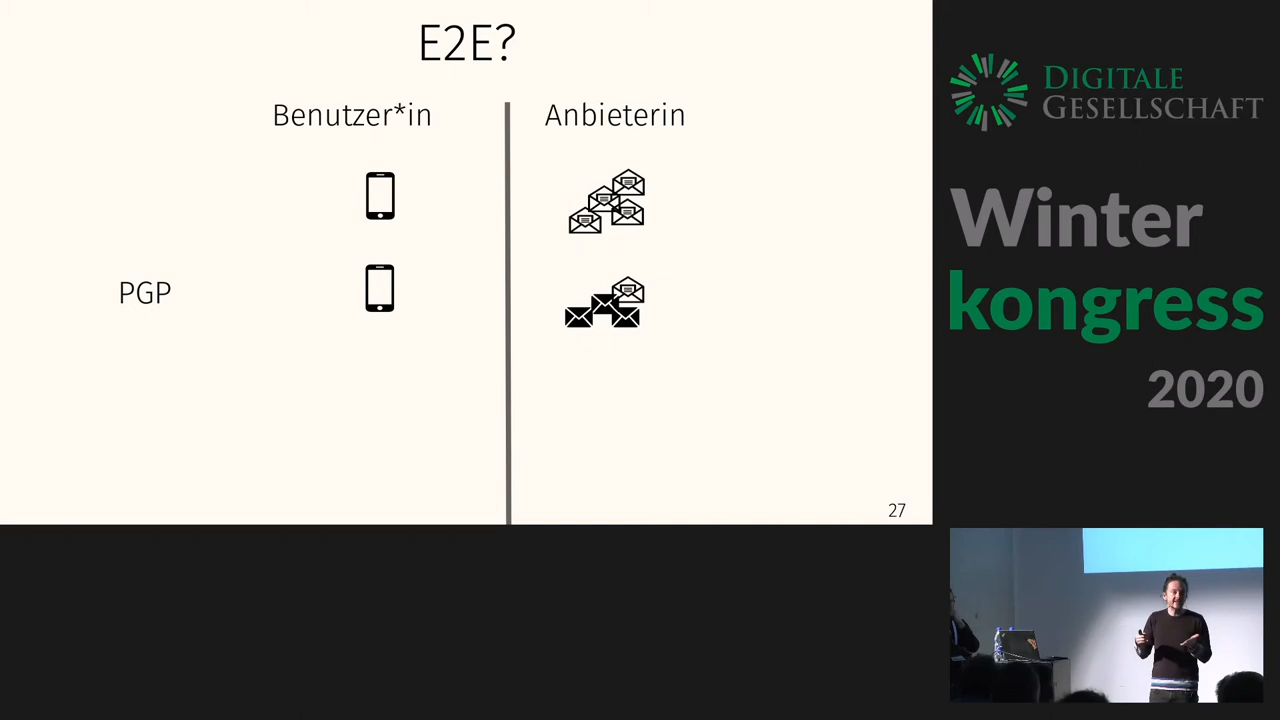 E2E?
Benutzer*in
Anbieterin
PGP
27
DIGITALE
GESELLSCHAFT
Winter
kongress
2020